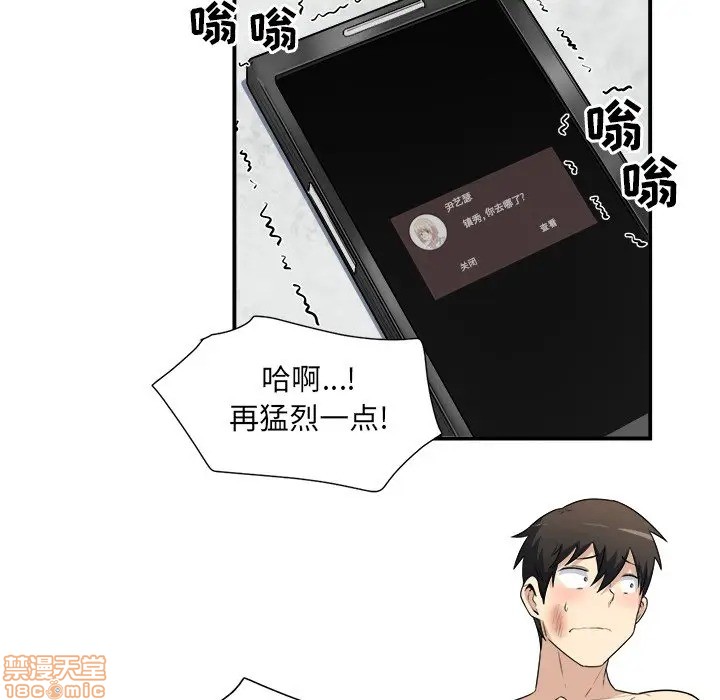 嗡
嗡
嗡
嗡
尹艺瑟
镇秀,你去哪了?
查看
关闭
哈啊...!
再猛烈一点!
禁漫天堂
18comic